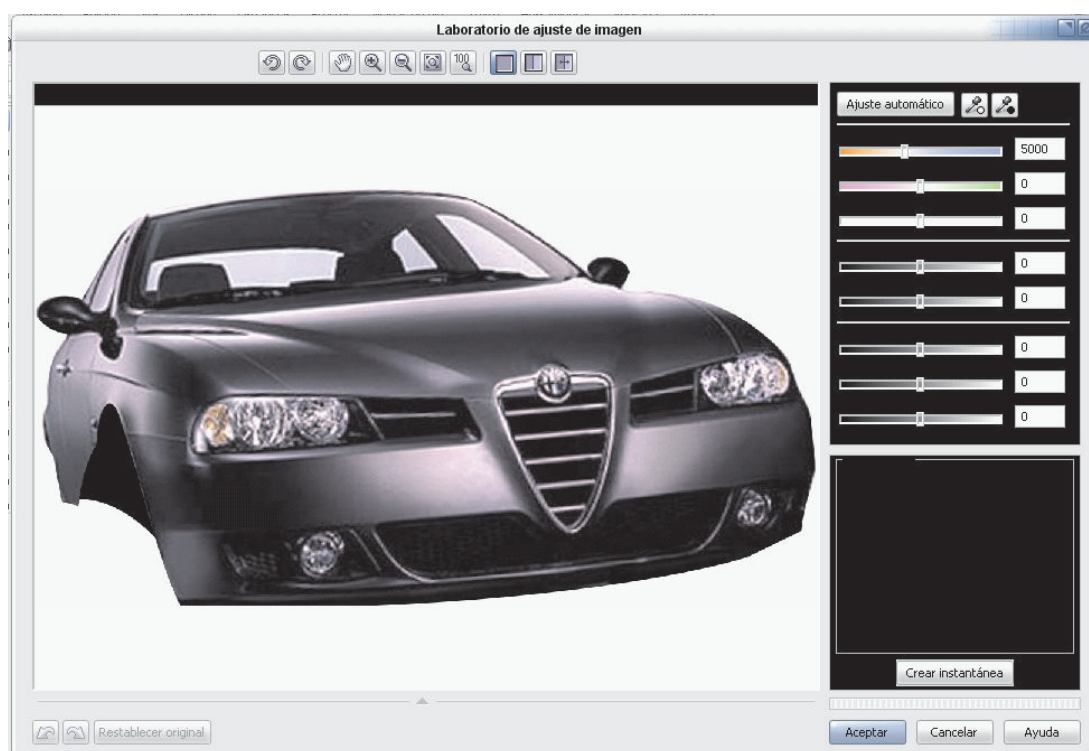 Laboratorio de ajuste de imagen
100
Ajuste automático
5000
0
0
0
0
0
0
0
Crear instantánea
Restablecer original
Aceptar
Cancelar
Ayuda